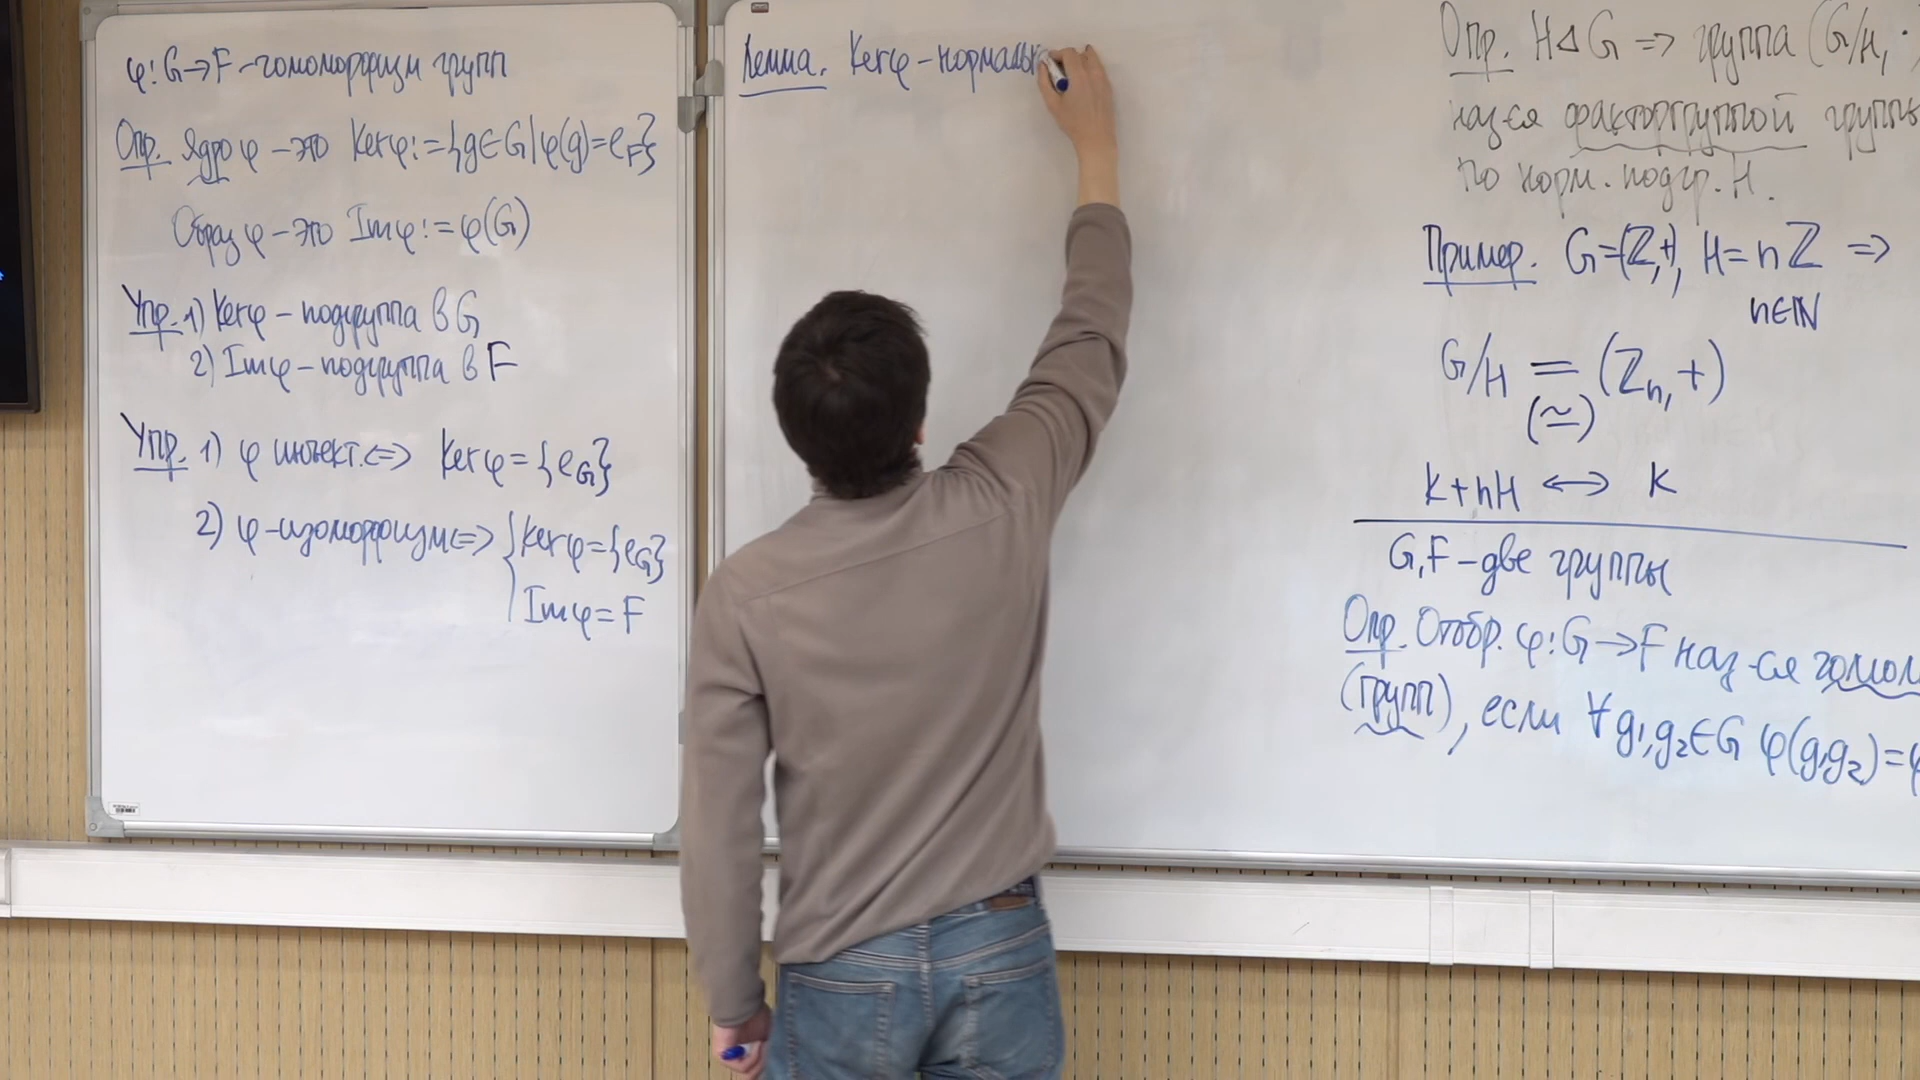 φ: G→F - гомоморфизм групп
Опр. Ядро φ - это Kerφ := {g∈G | φ(g)=e_F}
Образ φ - это Imφ := φ(G)
Упр. 1) Kerφ - подгруппа в G
2) Imφ - подгруппа в F
Упр. 1) φ инъект. ⇔ Kerφ = {e_G}
2) φ - изоморфизм ⇔ { Kerφ = {e_G}
Imφ = F
Лемма. Kerφ - нормальн
Опр. H⊲G ⇒ группа (G/H, ·
наз-ся факторгруппой группы
по норм. подгр. H.
Пример. G=(ℤ,+), H=nℤ ⇒
n∈ℕ
G/H = (ℤ_n, +)
(≃)
k+nH ↔ k
G, F - две группы
Опр. Отобр. φ: G→F наз-ся гомом
(групп), если ∀g₁,g₂∈G φ(g₁g₂)=φ